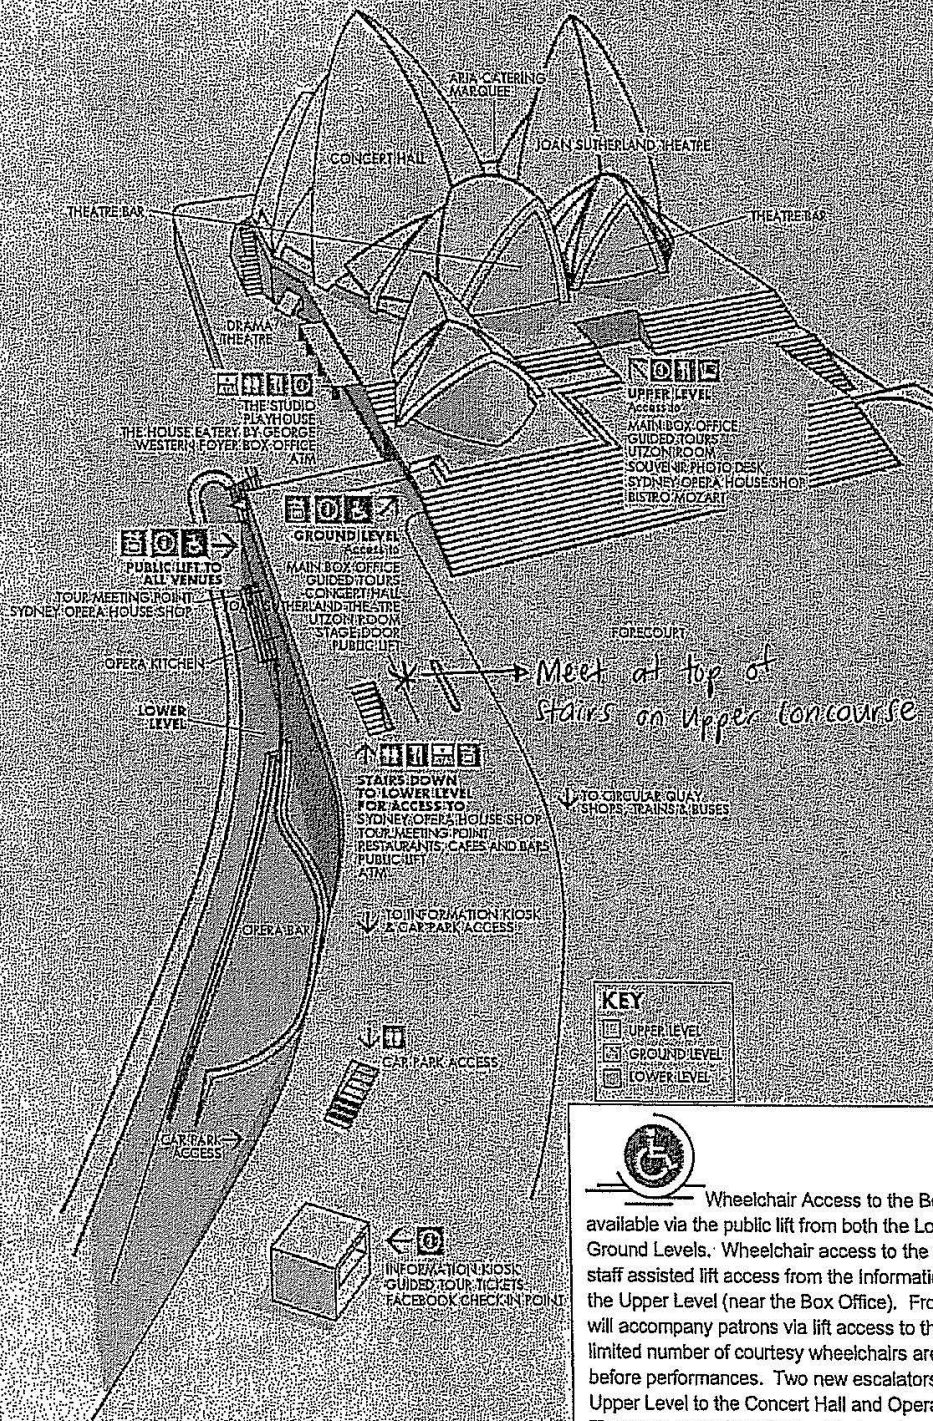 ARIA CATERING
MARQUEE
CONCERT HALL
JOAN SUTHERLAND THEATRE
THEATRE BAR
THEATRE BAR
DRAMA
THEATRE
THE STUDIO
PLAYHOUSE
THE HOUSE EATERY BY GEORGE
WESTERN FOYER BOX OFFICE
ATM
UPPER LEVEL
Access to
MAIN BOX OFFICE
GUIDED TOURS
UTZON ROOM
SOUVENIR PHOTO DESK
SYDNEY OPERA HOUSE SHOP
BISTRO MOZART
GROUND LEVEL
Access to
MAIN BOX OFFICE
GUIDED TOURS
CONCERT HALL
THERLAND THEATRE
UTZON ROOM
STAGE DOOR
PUBLIC LIFT
PUBLIC LIFT TO
ALL VENUES
TOUR MEETING POINT
SYDNEY OPERA HOUSE SHOP
OPERA KITCHEN
LOWER
LEVEL
FORECOURT
Meet at top of
stairs on Upper Concourse
STAIRS DOWN
TO LOWER LEVEL
FOR ACCESS TO
SYDNEY OPERA HOUSE SHOP
TOUR MEETING POINT
RESTAURANTS, CAFES AND BARS
PUBLIC LIFT
ATM
TO CIRCULAR QUAY,
SHOPS, TRAINS & BUSES
OPERA BAR
TO INFORMATION KIOSK
& CAR PARK ACCESS
CAR PARK ACCESS
CAR PARK
ACCESS
KEY
UPPER LEVEL
GROUND LEVEL
LOWER LEVEL
INFORMATION KIOSK
GUIDED TOUR TICKETS
FACEBOOK CHECK-IN POINT
Wheelchair Access to the B
available via the public lift from both the Lo
Ground Levels. Wheelchair access to the
staff assisted lift access from the Informati
the Upper Level (near the Box Office). Fro
will accompany patrons via lift access to th
limited number of courtesy wheelchairs are
before performances. Two new escalators
Upper Level to the Concert Hall and Opera